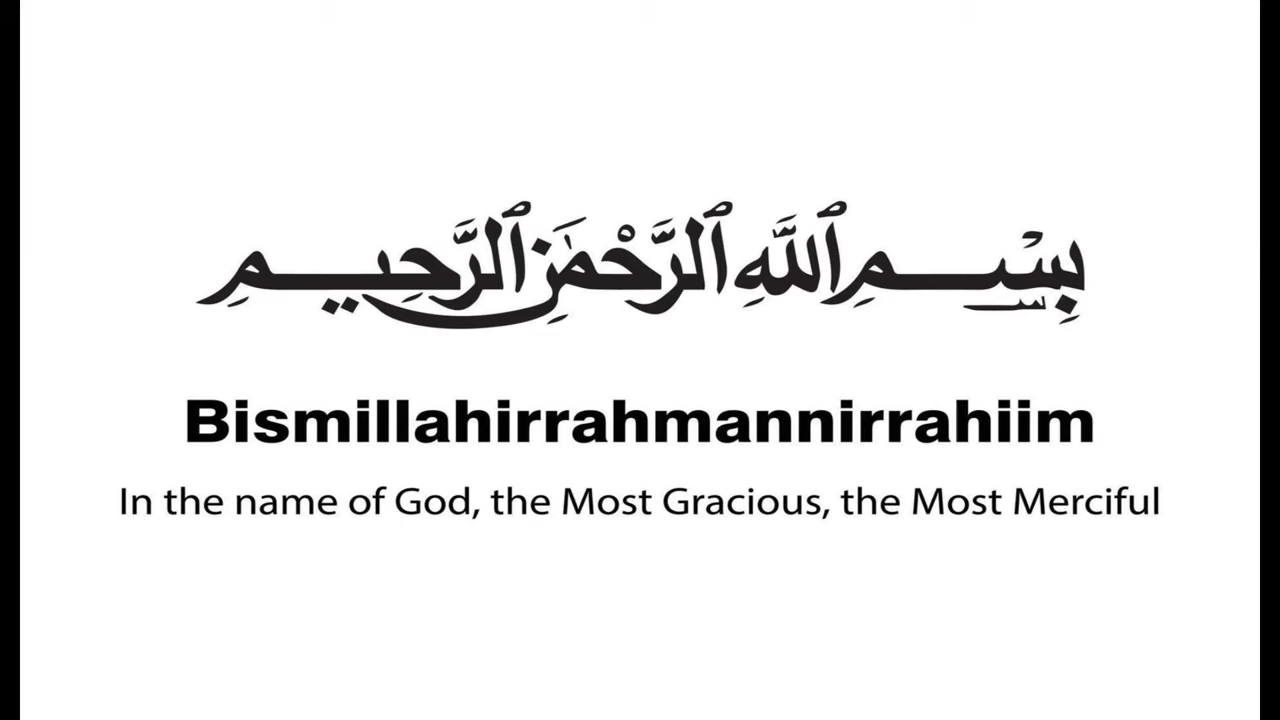 بِسْمِ ٱللَّهِ ٱلرَّحْمَٰنِ ٱلرَّحِيمِ
Bismillahirrahmannirrahiim
In the name of God, the Most Gracious, the Most Merciful